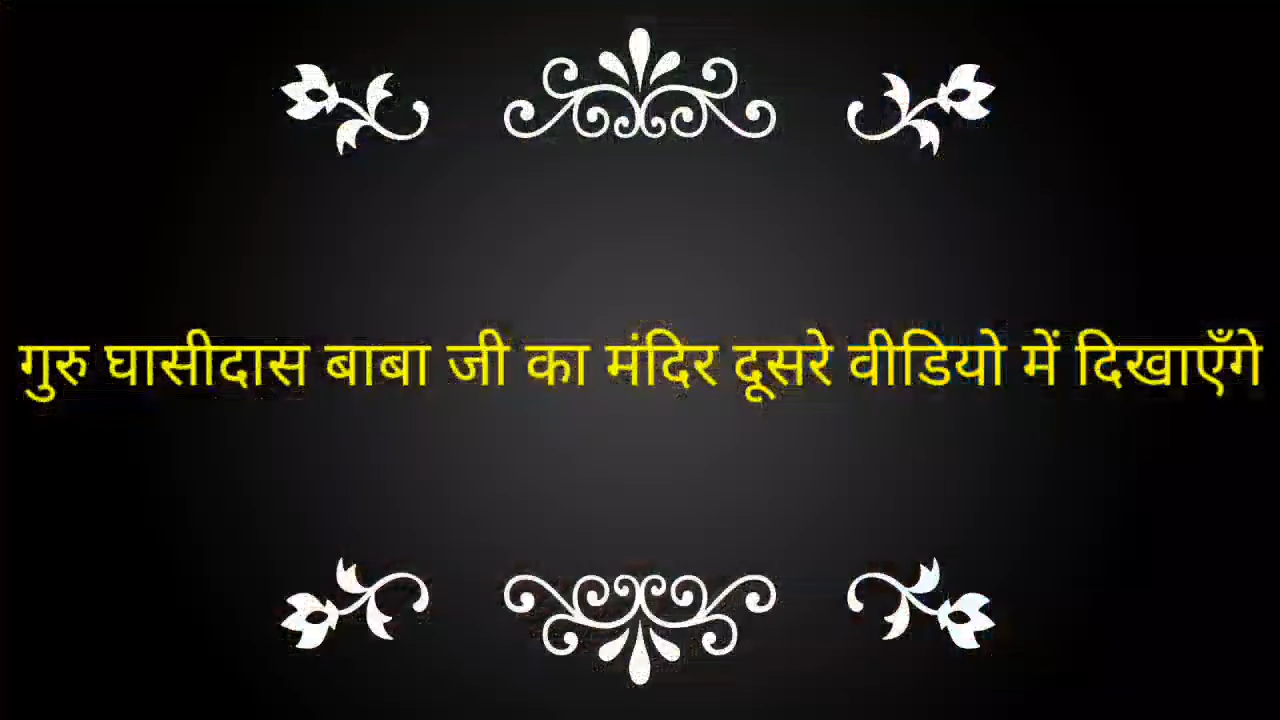 गुरु घासीदास बाबा जी का मंदिर दूसरे वीडियो में दिखाएँगे